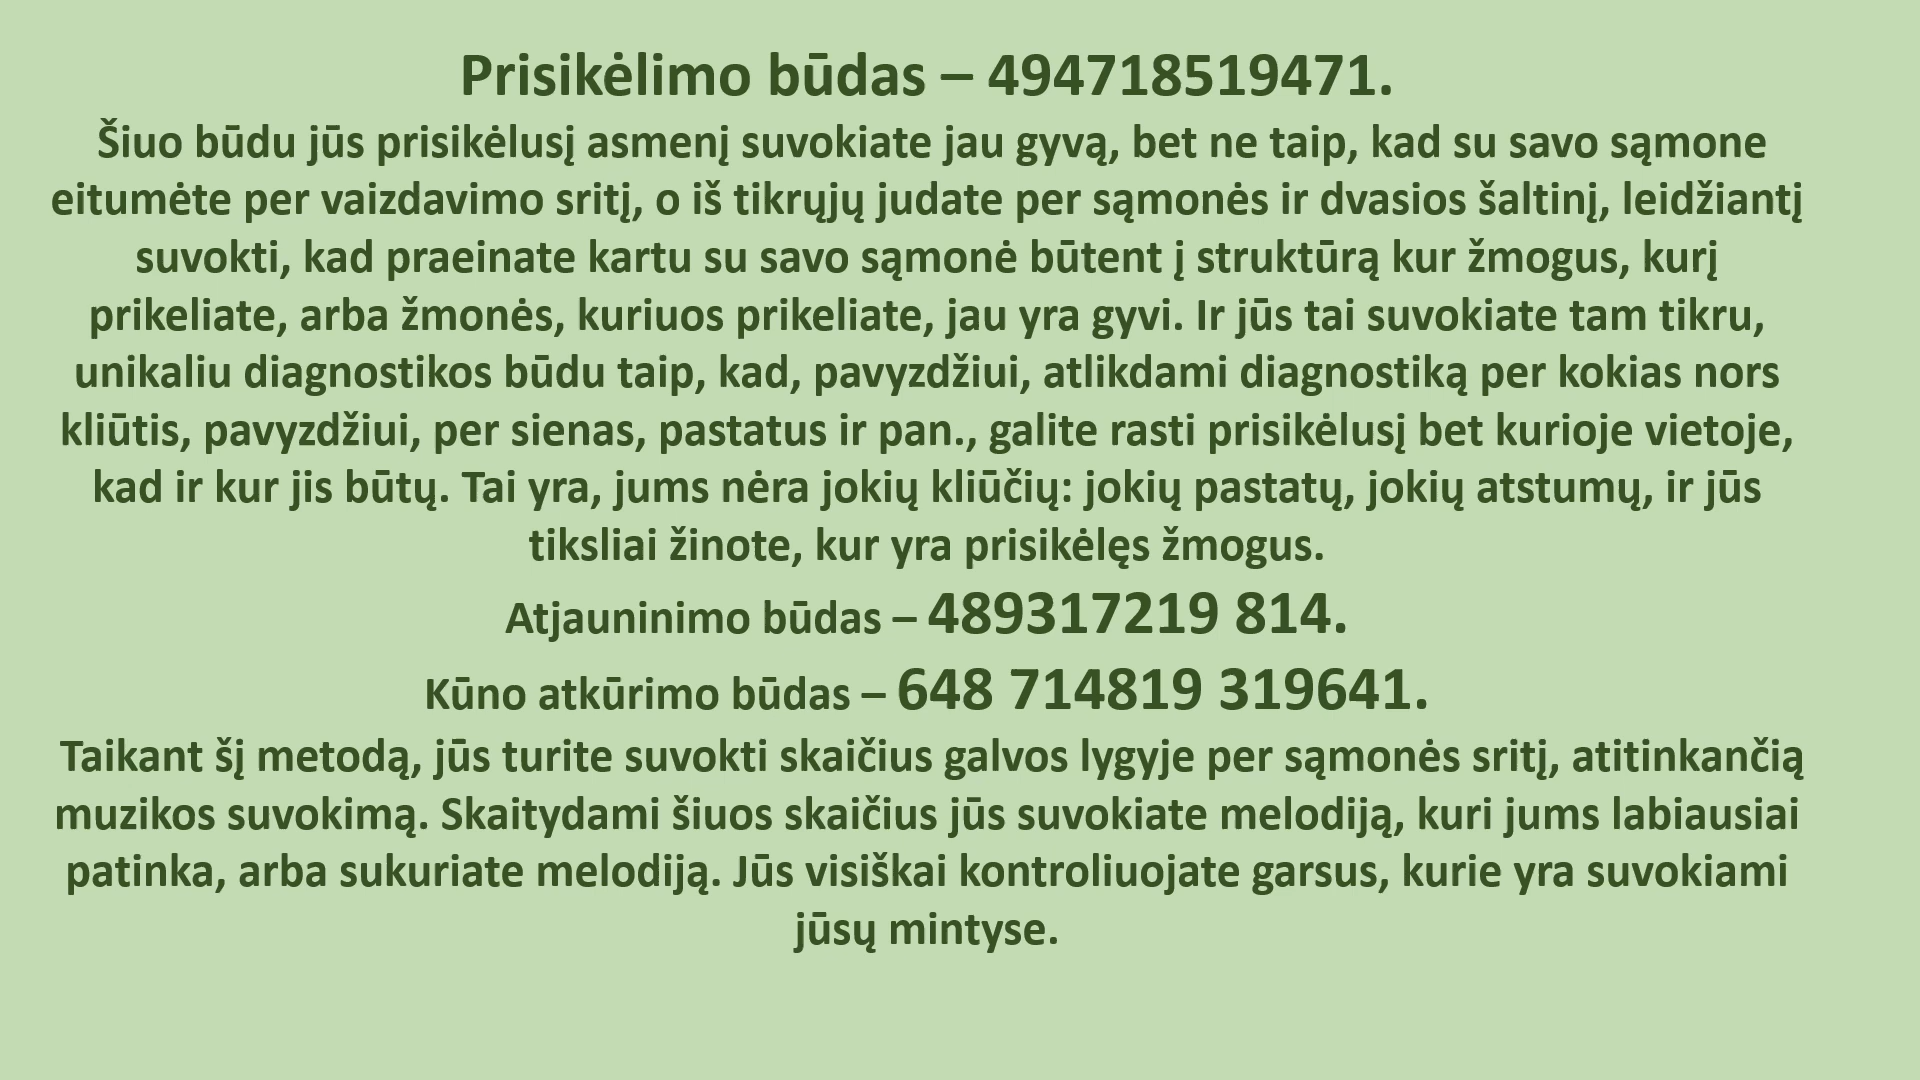 Prisikėlimo būdas – 494718519471.
Šiuo būdu jūs prisikėlusį asmenį suvokiate jau gyvą, bet ne taip, kad su savo sąmone
eitumėte per vaizdavimo sritį, o iš tikrųjų judate per sąmonės ir dvasios šaltinį, leidžiantį
suvokti, kad praeinate kartu su savo sąmonė būtent į struktūrą kur žmogus, kurį
prikeliate, arba žmonės, kuriuos prikeliate, jau yra gyvi. Ir jūs tai suvokiate tam tikru,
unikaliu diagnostikos būdu taip, kad, pavyzdžiui, atlikdami diagnostiką per kokias nors
kliūtis, pavyzdžiui, per sienas, pastatus ir pan., galite rasti prisikėlusį bet kurioje vietoje,
kad ir kur jis būtų. Tai yra, jums nėra jokių kliūčių: jokių pastatų, jokių atstumų, ir jūs
tiksliai žinote, kur yra prisikėlęs žmogus.
Atjauninimo būdas – 489317219 814.
Kūno atkūrimo būdas – 648 714819 319641.
Taikant šį metodą, jūs turite suvokti skaičius galvos lygyje per sąmonės sritį, atitinkančią
muzikos suvokimą. Skaitydami šiuos skaičius jūs suvokiate melodiją, kuri jums labiausiai
patinka, arba sukuriate melodiją. Jūs visiškai kontroliuojate garsus, kurie yra suvokiami
jūsų mintyse.